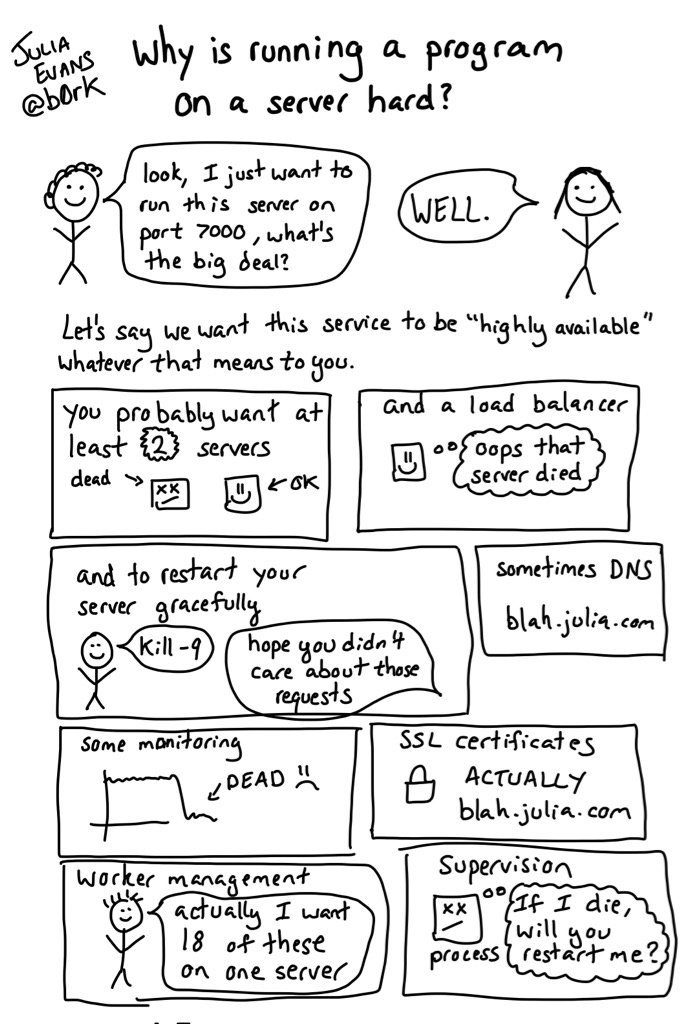 JULIA
EVANS
@b0rk
Why is running a program
on a server hard?
look, I just want to
run this server on
port 7000, what's
the big deal?
WELL.
Let's say we want this service to be "highly available"
whatever that means to you.
you probably want at
least 2 servers
dead
OK
and a load balancer
oops that
server died
and to restart your
server gracefully
kill -9
hope you didn't
care about those
requests
sometimes DNS
blah.julia.com
some monitoring
DEAD
SSL certificates
ACTUALLY
blah.julia.com
worker management
actually I want
18 of these
on one server
Supervision
process
If I die,
will you
restart me?